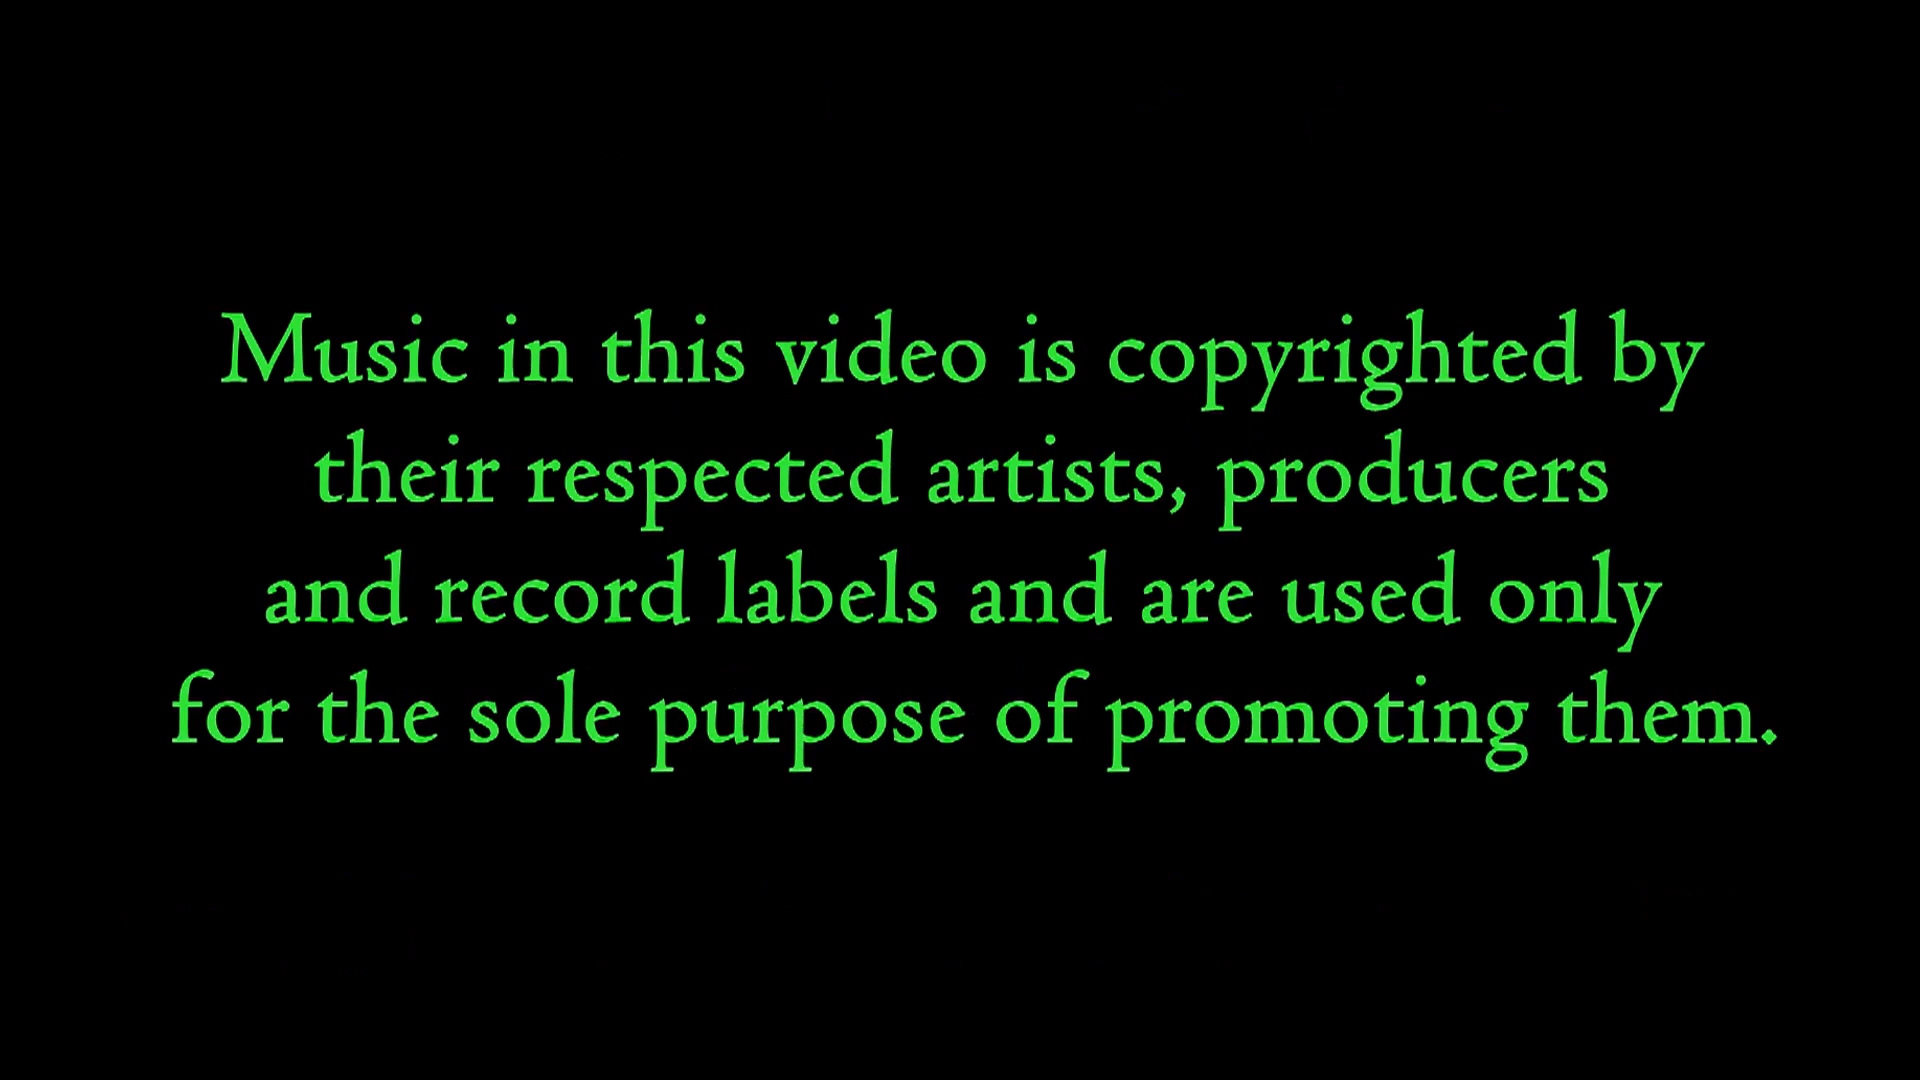 Music in this video is copyrighted by
their respected artists, producers
and record labels and are used only
for the sole purpose of promoting them.